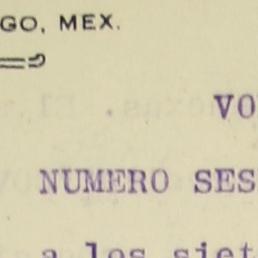 GO, MEX.
VO
NUMERO SES
a los siet